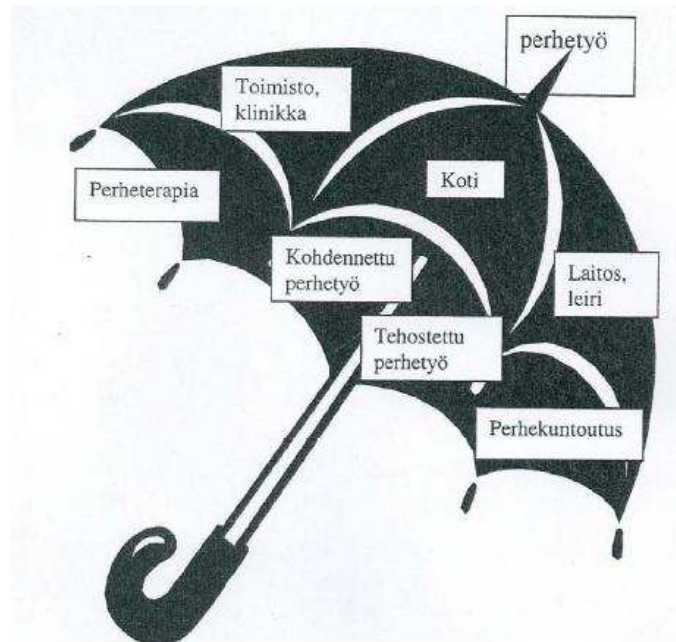 perhetyö
Toimisto,
klinikka
Perheterapia
Koti
Kohdennettu
perhetyö
Laitos,
leiri
Tehostettu
perhetyö
Perhekuntoutus